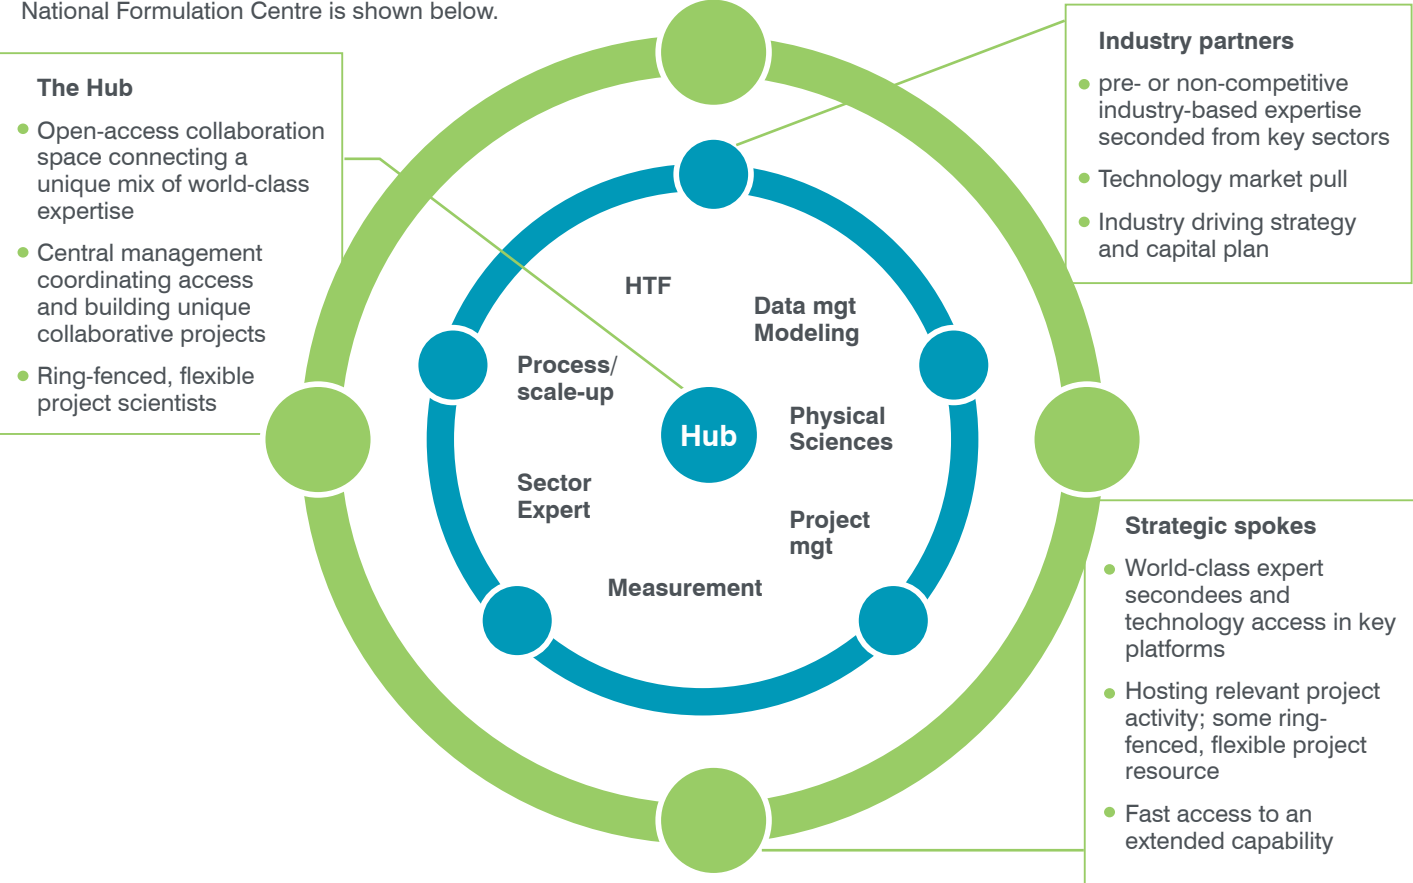 National Formulation Centre is shown below.
The Hub
Open-access collaboration
space connecting a
unique mix of world-class
expertise
Central management
coordinating access
and building unique
collaborative projects
Ring-fenced, flexible
project scientists
Industry partners
pre- or non-competitive
industry-based expertise
seconded from key sectors
Technology market pull
Industry driving strategy
and capital plan
HTF
Data mgt
Modeling
Process/
scale-up
Hub
Physical
Sciences
Sector
Expert
Project
mgt
Measurement
Strategic spokes
World-class expert
secondees and
technology access in key
platforms
Hosting relevant project
activity; some ring-
fenced, flexible project
resource
Fast access to an
extended capability